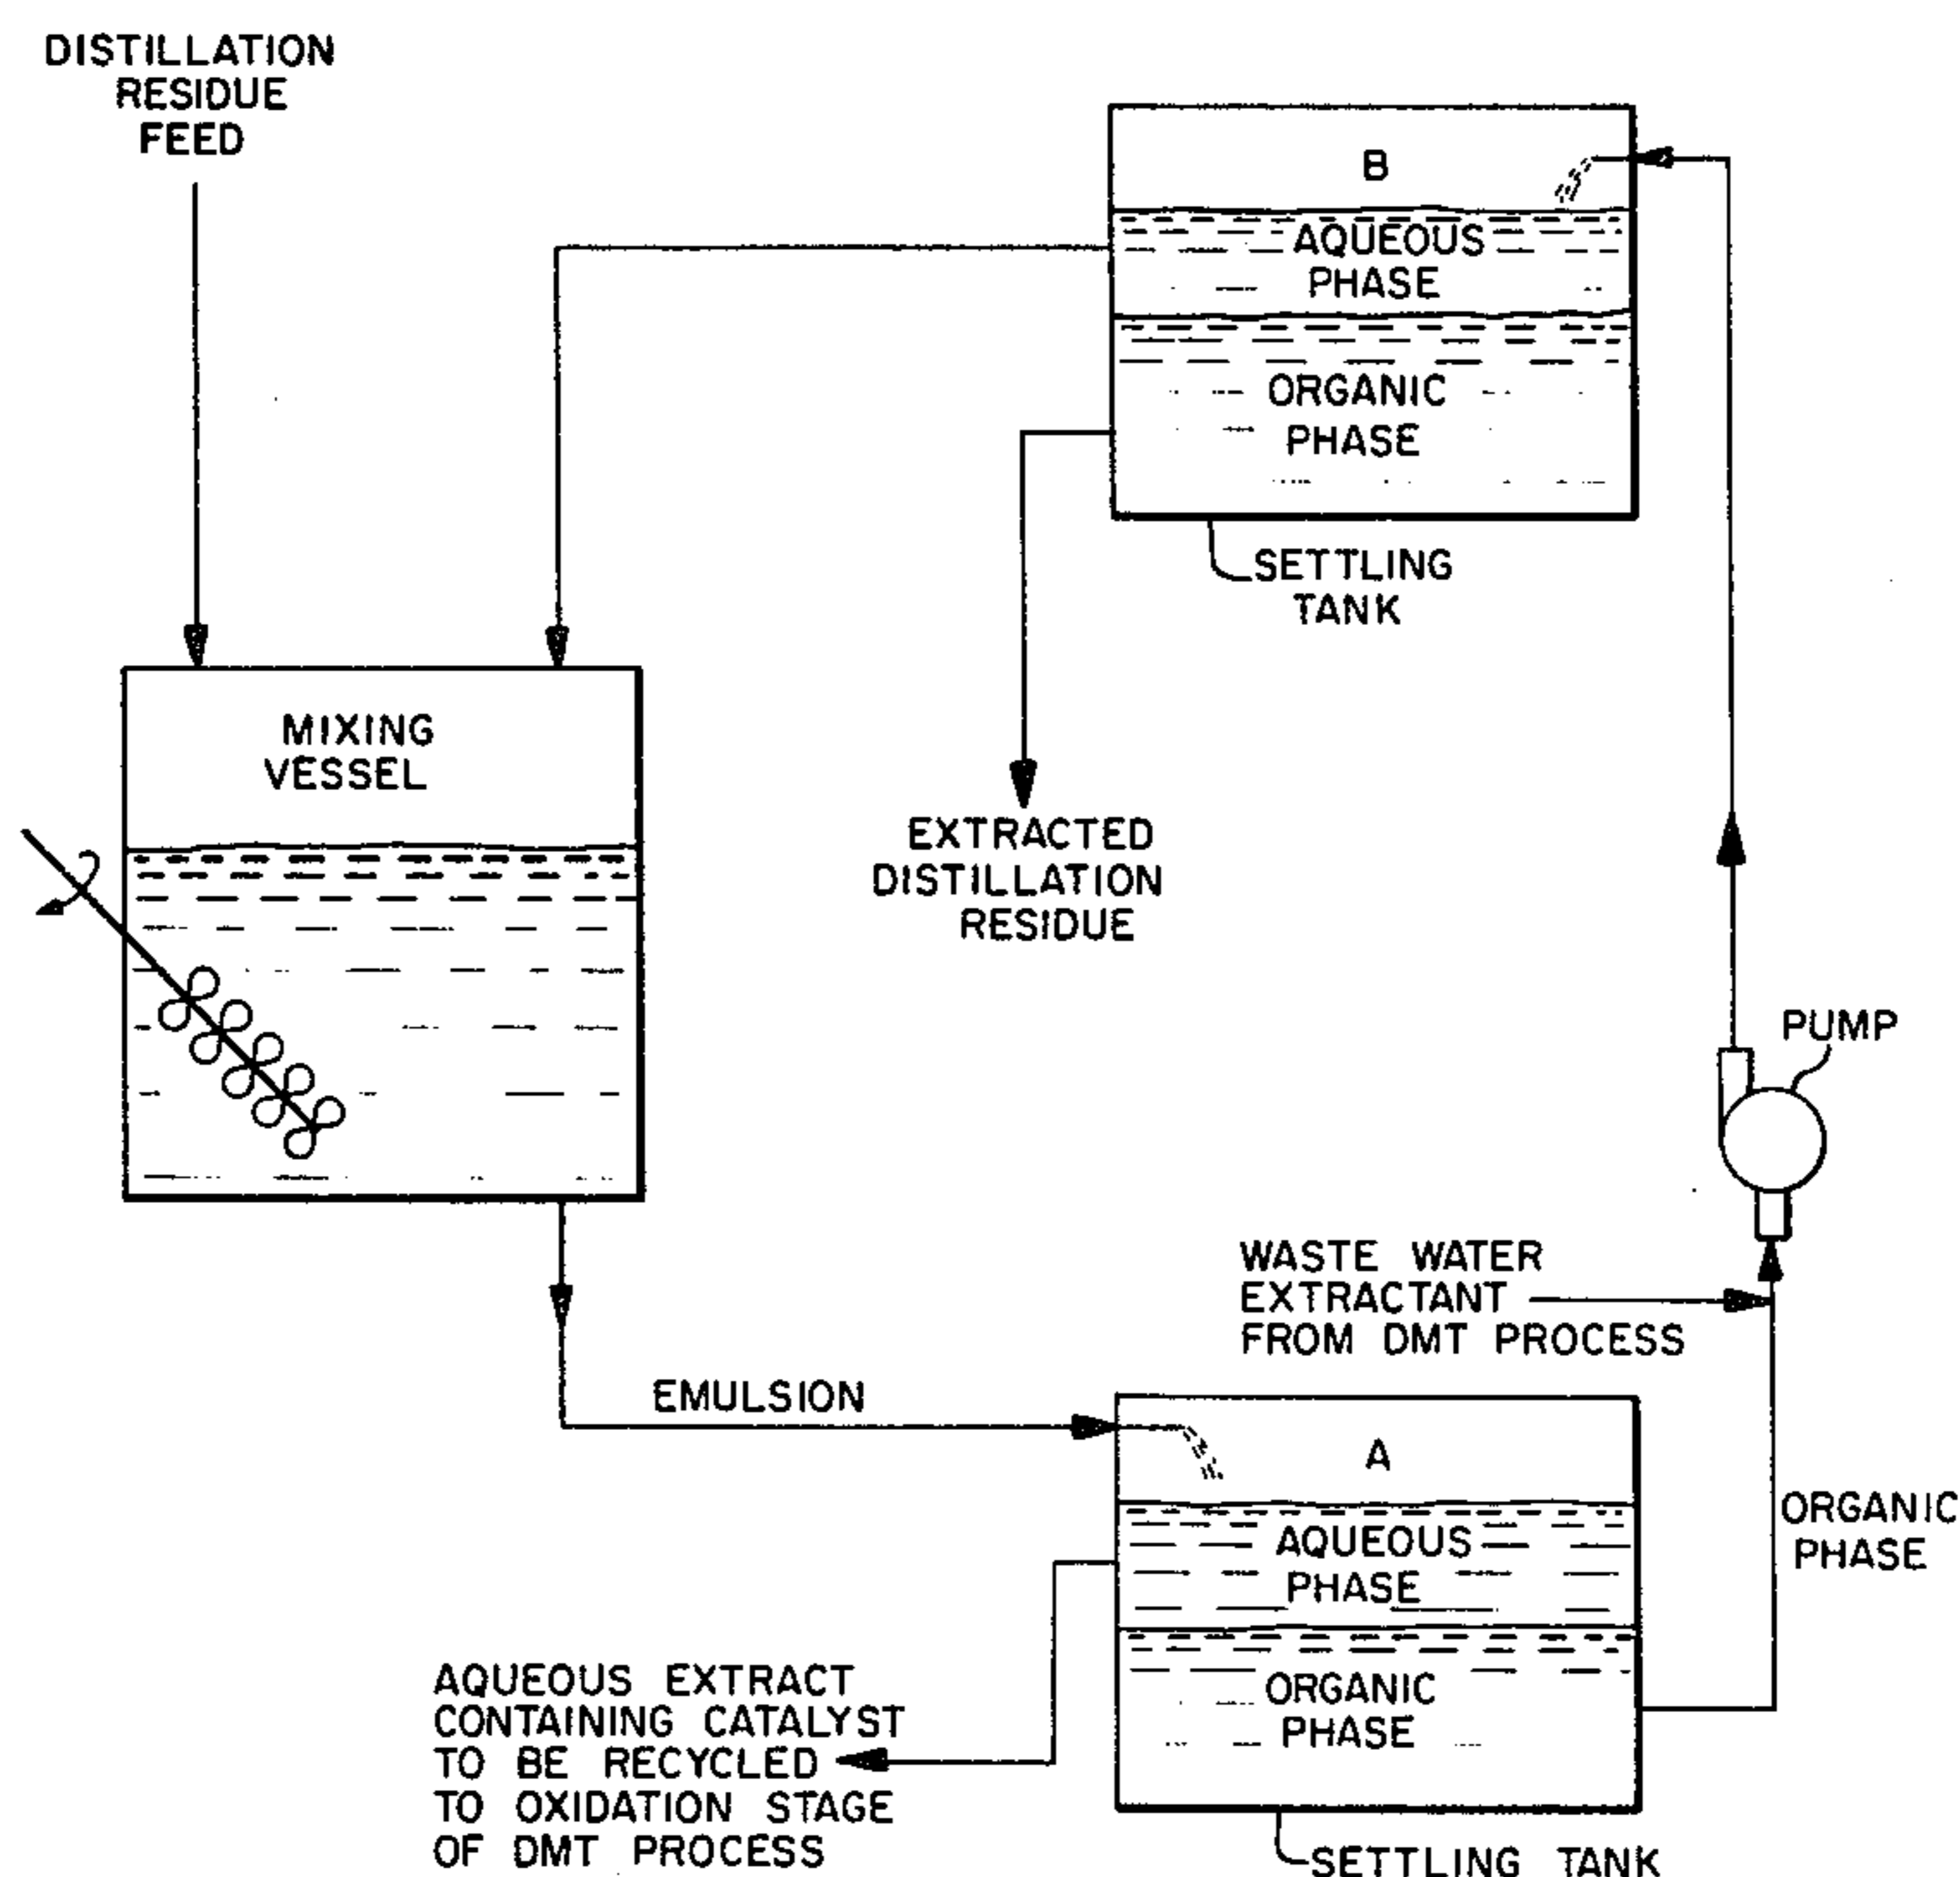 DISTILLATION
RESIDUE
FEED
B
AQUEOUS
PHASE
ORGANIC
PHASE
SETTLING
TANK
MIXING
VESSEL
EXTRACTED
DISTILLATION
RESIDUE
PUMP
WASTE WATER
EXTRACTANT
FROM DMT PROCESS
EMULSION
A
AQUEOUS
PHASE
ORGANIC
PHASE
ORGANIC
PHASE
AQUEOUS EXTRACT
CONTAINING CATALYST
TO BE RECYCLED
TO OXIDATION STAGE
OF DMT PROCESS
SETTLING TANK